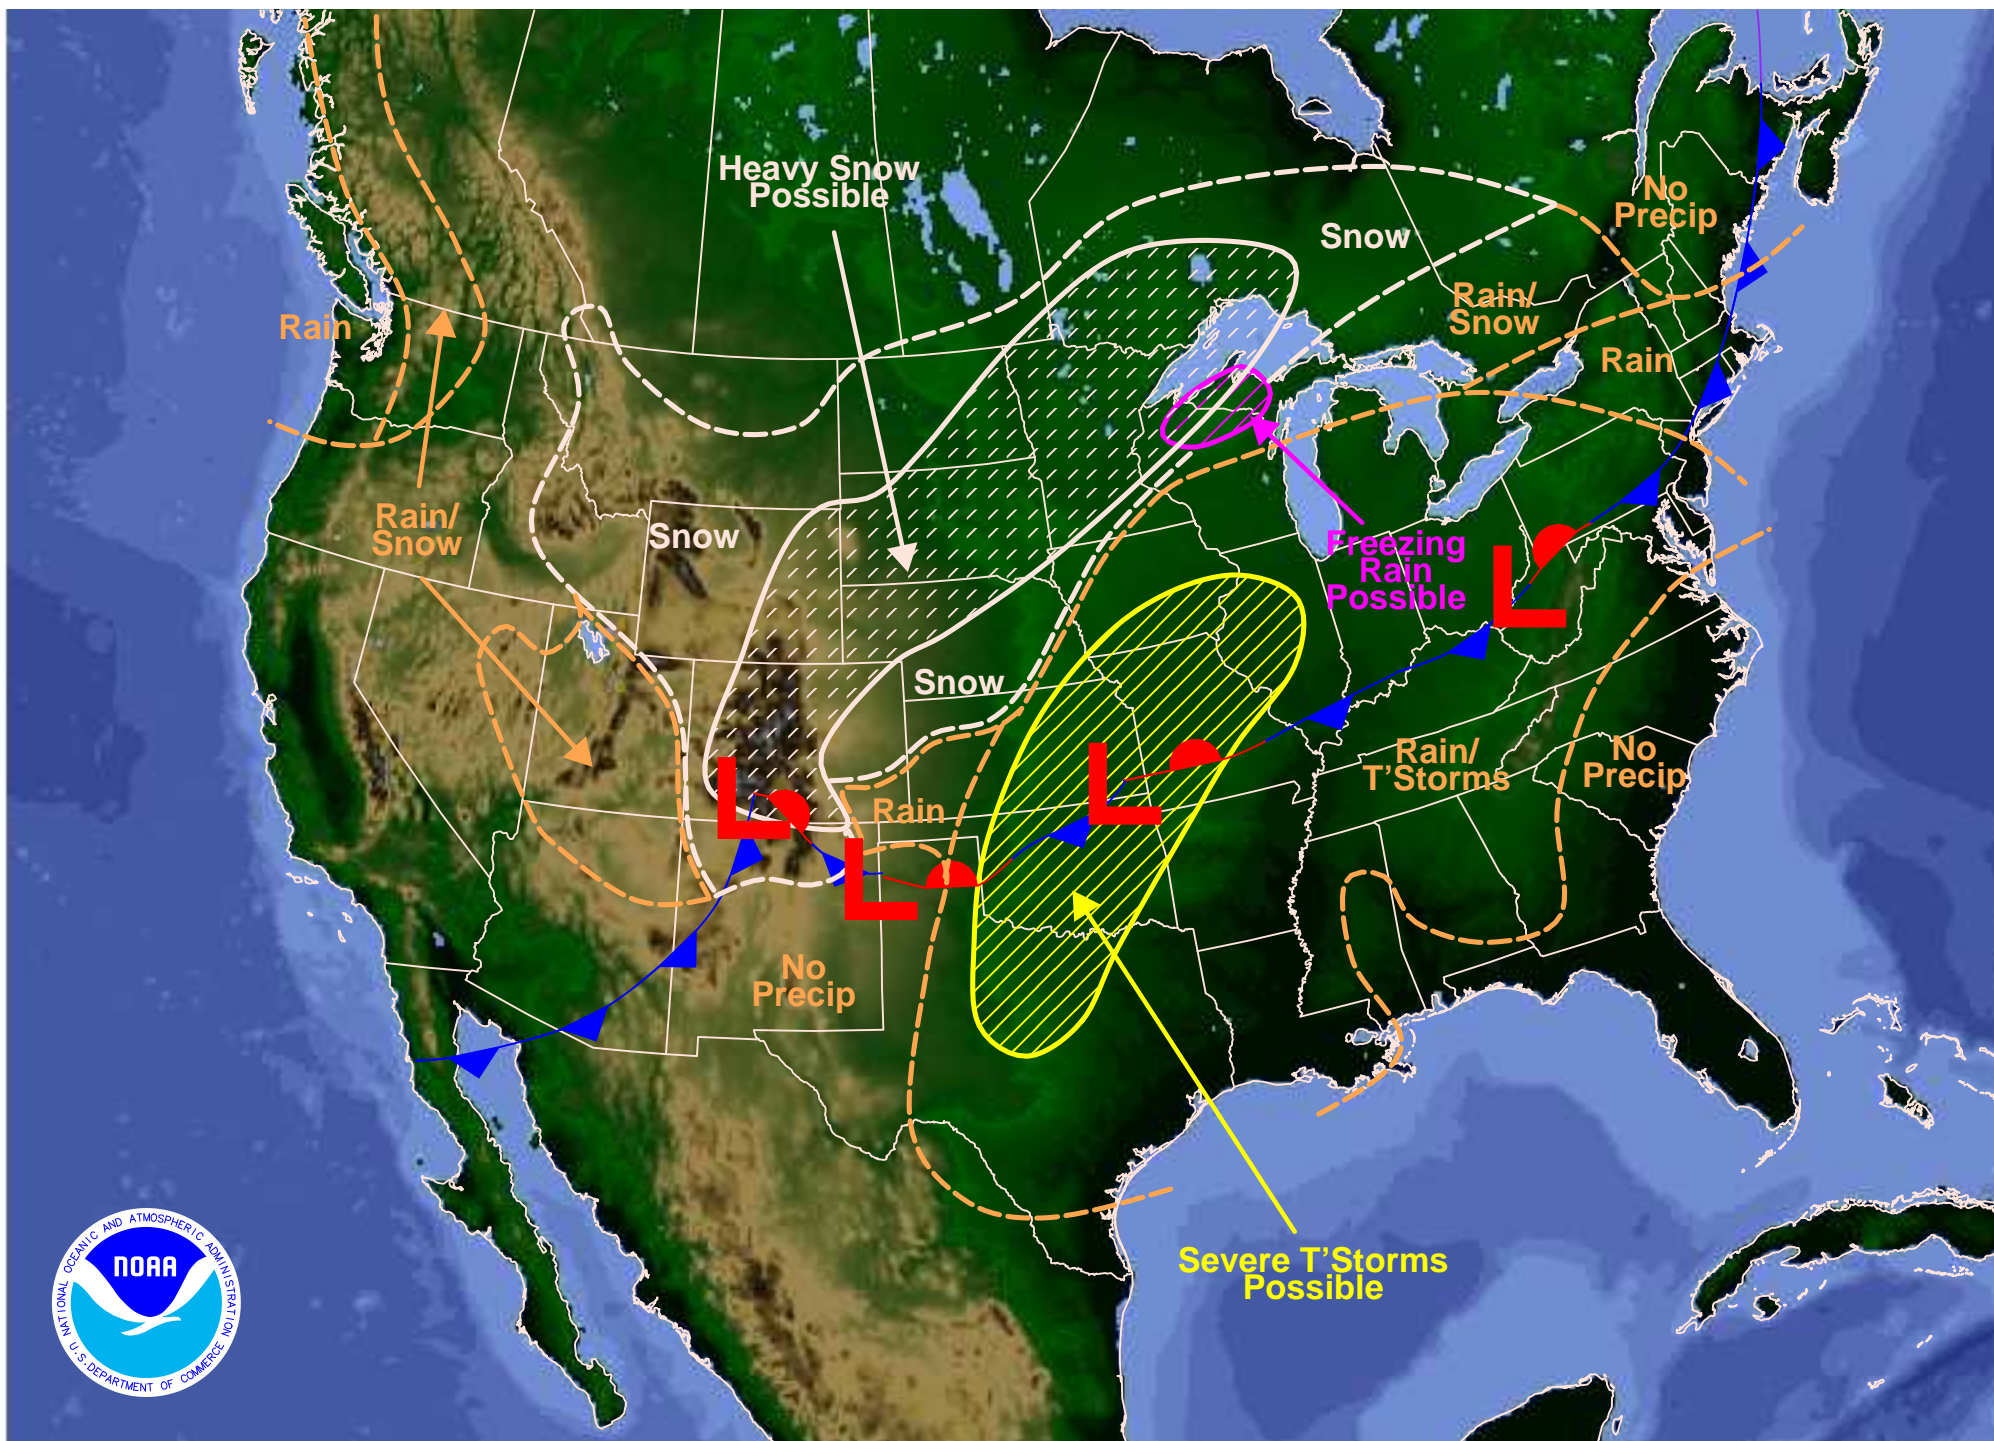 Heavy Snow
Possible
No
Precip
Snow
Rain
Rain/
Snow
Rain
Rain/
Snow
Snow
Freezing
Rain
Possible
Snow
Rain/
T'Storms
No
Precip
Rain
No
Precip
L
L
L
L
Severe T'Storms
Possible
NATIONAL OCEANIC AND ATMOSPHERIC ADMINISTRATION
NOAA
U.S. DEPARTMENT OF COMMERCE